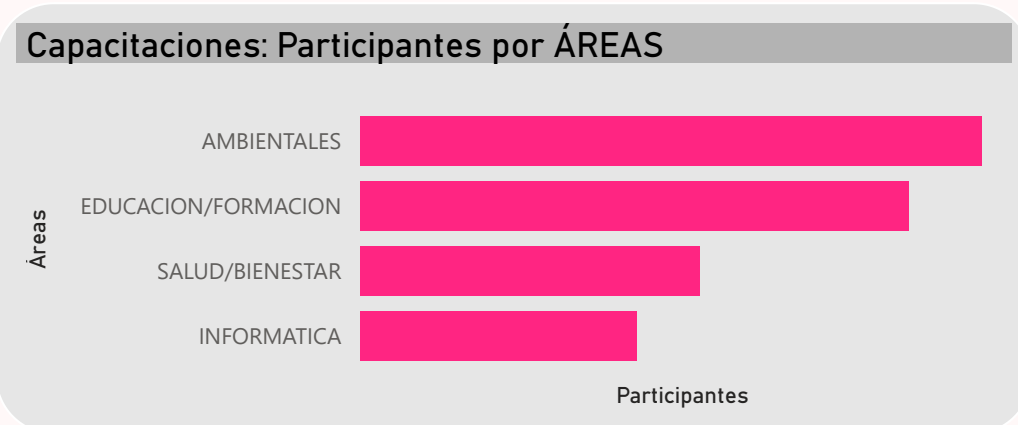 Capacitaciones: Participantes por ÁREAS
AMBIENTALES
EDUCACION/FORMACION
SALUD/BIENESTAR
INFORMATICA
Áreas
Participantes